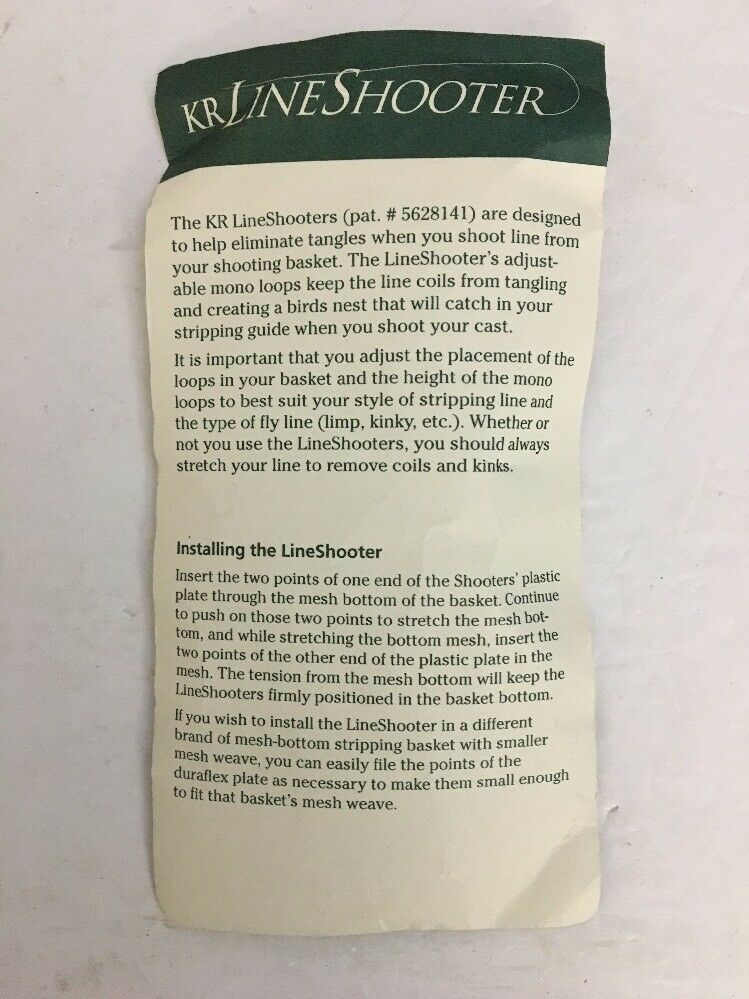 KR LINESHOOTER
The KR LineShooters (pat. # 5628141) are designed
to help eliminate tangles when you shoot line from
your shooting basket. The LineShooter's adjust-
able mono loops keep the line coils from tangling
and creating a birds nest that will catch in your
stripping guide when you shoot your cast.
It is important that you adjust the placement of the
loops in your basket and the height of the mono
loops to best suit your style of stripping line and
the type of fly line (limp, kinky, etc.). Whether or
not you use the LineShooters, you should always
stretch your line to remove coils and kinks.
Installing the LineShooter
Insert the two points of one end of the Shooters' plastic
plate through the mesh bottom of the basket. Continue
to push on those two points to stretch the mesh bot-
tom, and while stretching the bottom mesh, insert the
two points of the other end of the plastic plate in the
mesh. The tension from the mesh bottom will keep the
LineShooters firmly positioned in the basket bottom.
If you wish to install the LineShooter in a different
brand of mesh-bottom stripping basket with smaller
mesh weave, you can easily file the points of the
duraflex plate as necessary to make them small enough
to fit that basket's mesh weave.